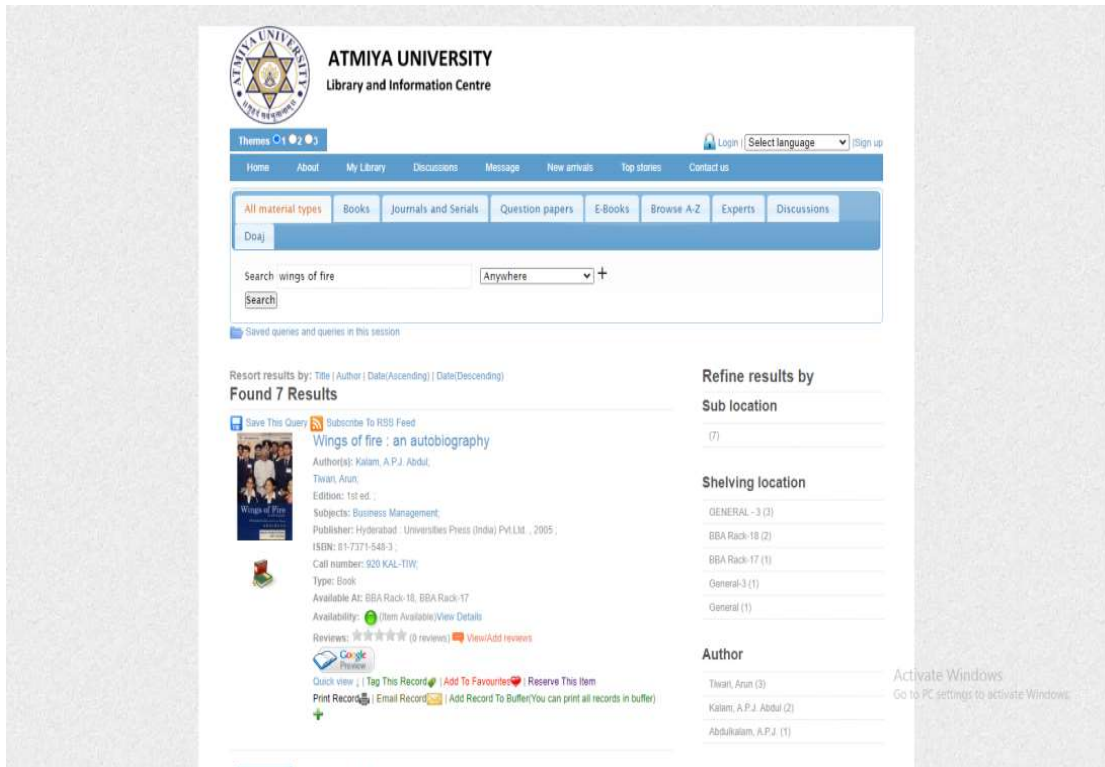 ATMIYA UNIVERSITY
ATMIYA UNIVERSITY
Library and Information Centre
Themes 1 2 3
Login | Select language |Sign up
Home About My Library Discussions Message New arrivals Top stories Contact us
All material types Books Journals and Serials Question papers E-Books Browse A-Z Experts Discussions
Doaj
Search wings of fire Anywhere +
Search
Saved queries and queries in this session
Resort results by: Title | Author | Date(Ascending) | Date(Descending)
Found 7 Results
Save This Query Subscribe To RSS Feed
Wings of fire : an autobiography
Author(s): Kalam, A.P.J. Abdul;
Tiwari, Arun;
Edition: 1st ed. ;
Subjects: Business Management;
Publisher: Hyderabad : Universities Press (India) Pvt.Ltd. , 2005 ;
ISBN: 81-7371-548-3 ;
Call number: 920 KAL-TIW;
Type: Book
Available At: BBA Rack-18, BBA Rack-17
Availability: (Item Available)View Details
Reviews: (0 reviews) View/Add reviews
Google
Preview
Quick view ↓ | Tag This Record | Add To Favourites | Reserve This Item
Print Record | Email Record | Add Record To Buffer(You can print all records in buffer)
Wings of Fire
Refine results by
Sub location
(7)
Shelving location
GENERAL - 3 (3)
BBA Rack-18 (2)
BBA Rack-17 (1)
General-3 (1)
General (1)
Author
Tiwari, Arun (3)
Kalam, A.P.J. Abdul (2)
Abdulkalam, A.P.J. (1)
Activate Windows
Go to PC settings to activate Windows.